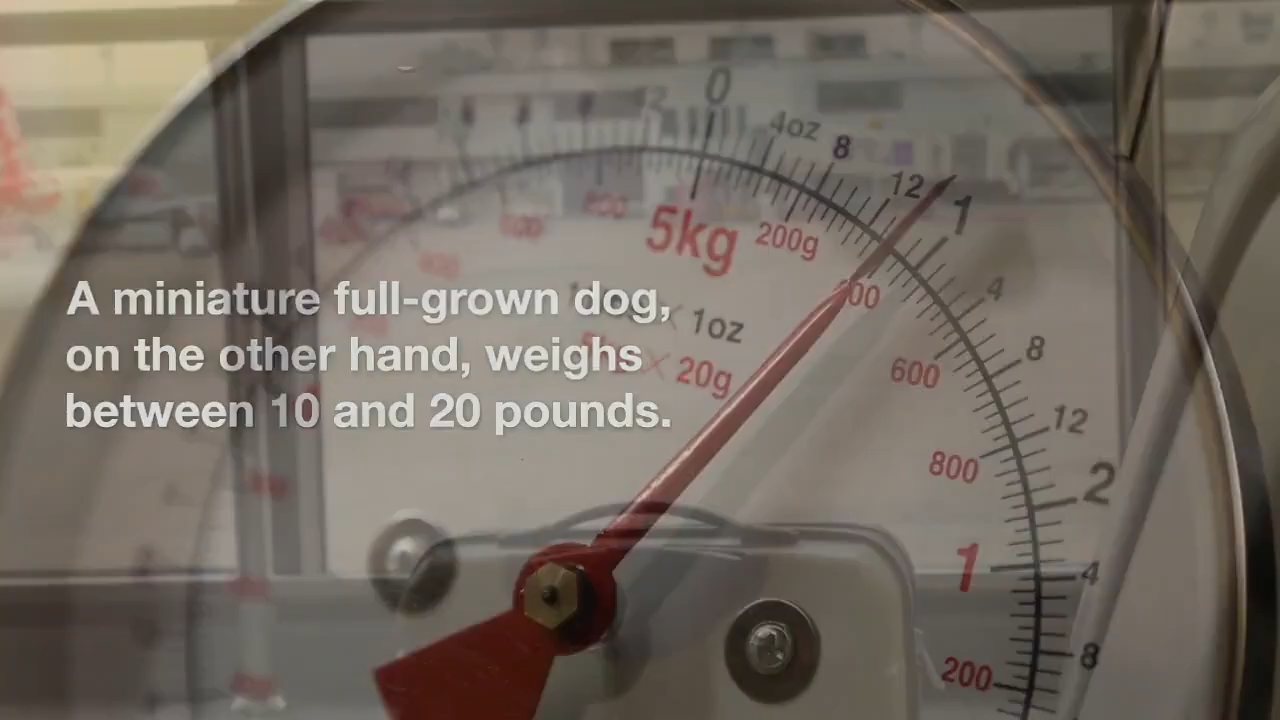 A miniature full-grown dog,
on the other hand, weighs
between 10 and 20 pounds.
0
4oz
8
12
1
4
8
12
2
4
8
5kg
200g
600
800
1
200
1oz
20g